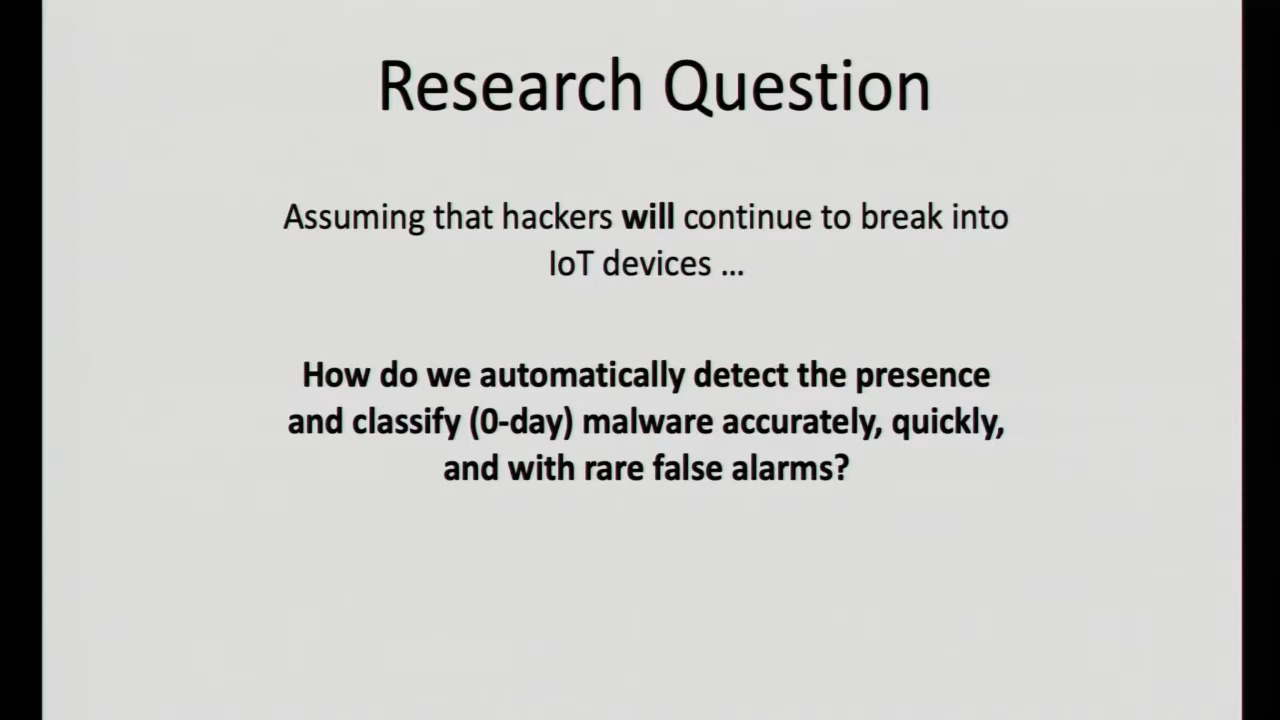 Research Question
Assuming that hackers will continue to break into
IoT devices ...
How do we automatically detect the presence
and classify (0-day) malware accurately, quickly,
and with rare false alarms?